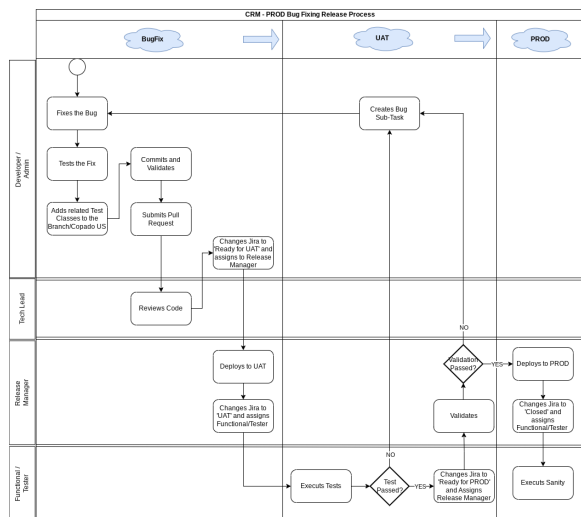 CRM - PROD Bug Fixing Release Process
BugFix
UAT
PROD
Developer /
Admin
Fixes the Bug
Creates Bug
Sub-Task
Tests the Fix
Commits and
Validates
Adds related Test
Classes to the
Branch/Copado US
Submits Pull
Request
Changes Jira to
'Ready for UAT' and
assigns to Release
Manager
Tech Lead
Reviews Code
NO
Release
Manager
Deploys to UAT
Validation
Passed?
YES
Deploys to PROD
Changes Jira to
'UAT' and assigns
Functional/Tester
Validates
Changes Jira to
'Closed' and
assigns
Functional/Tester
NO
Functional /
Tester
Executes Tests
Test
Passed?
YES
Changes Jira to
'Ready for PROD'
and Assigns
Release Manager
Executes Sanity